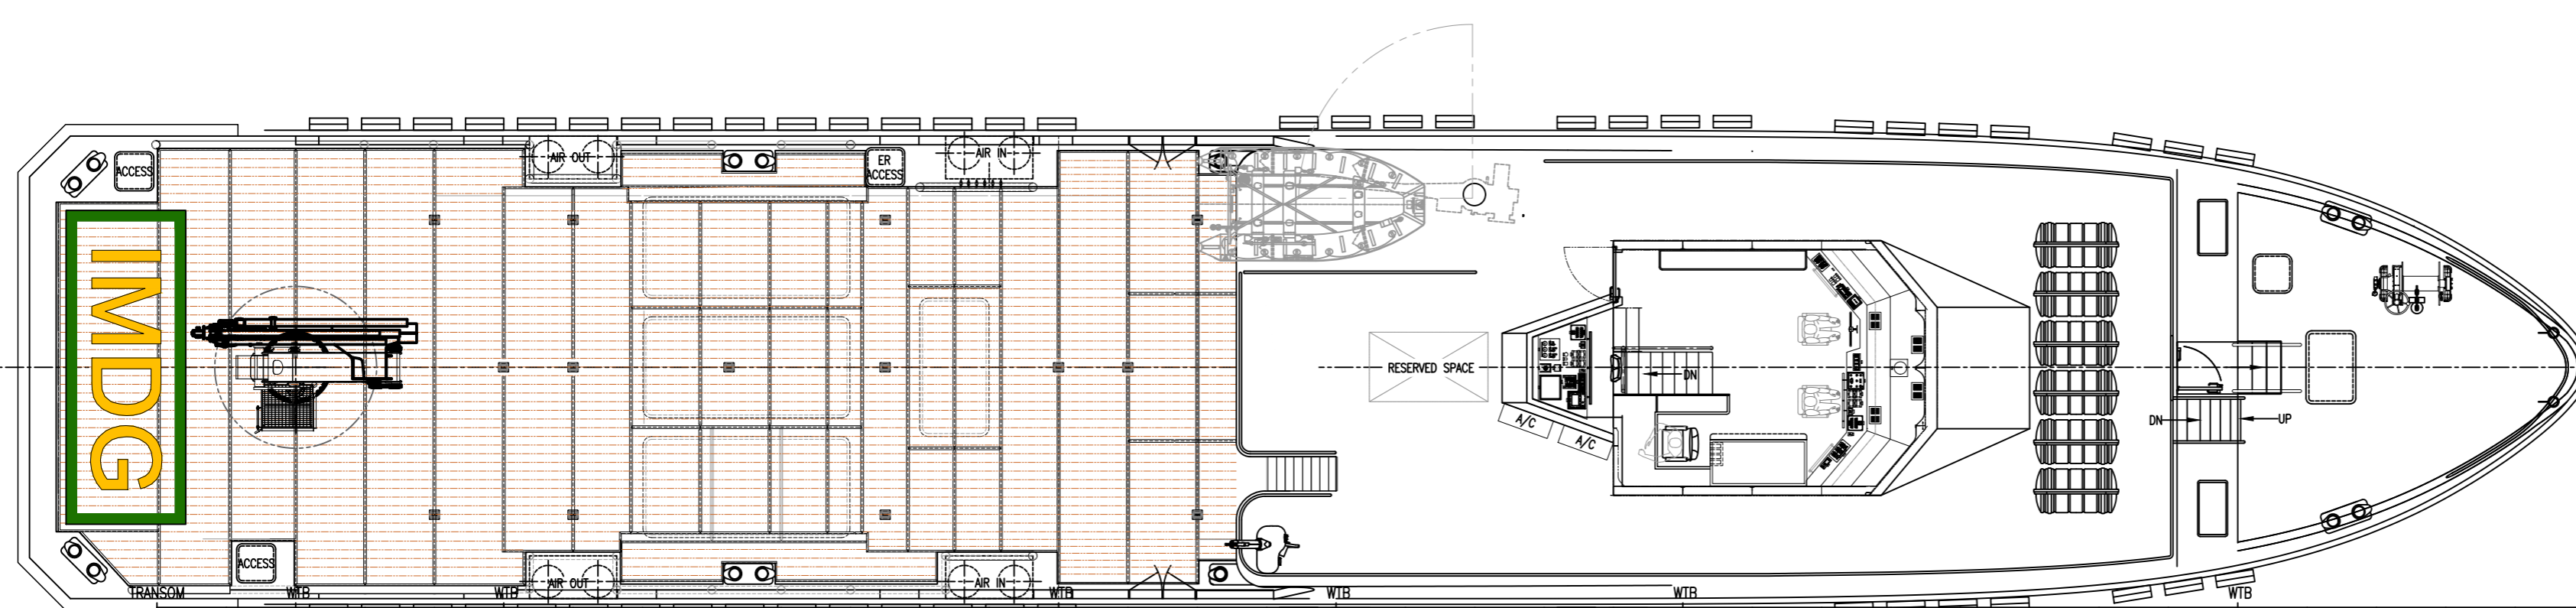 AIR OUT
AIR IN
ER
ACCESS
ACCESS
IMDG
RESERVED SPACE
DN
A/C
A/C
DN
UP
ACCESS
AIR OUT
AIR IN
TRANSOM
WTB
WTB
WTB
WTB
WTB
WTB